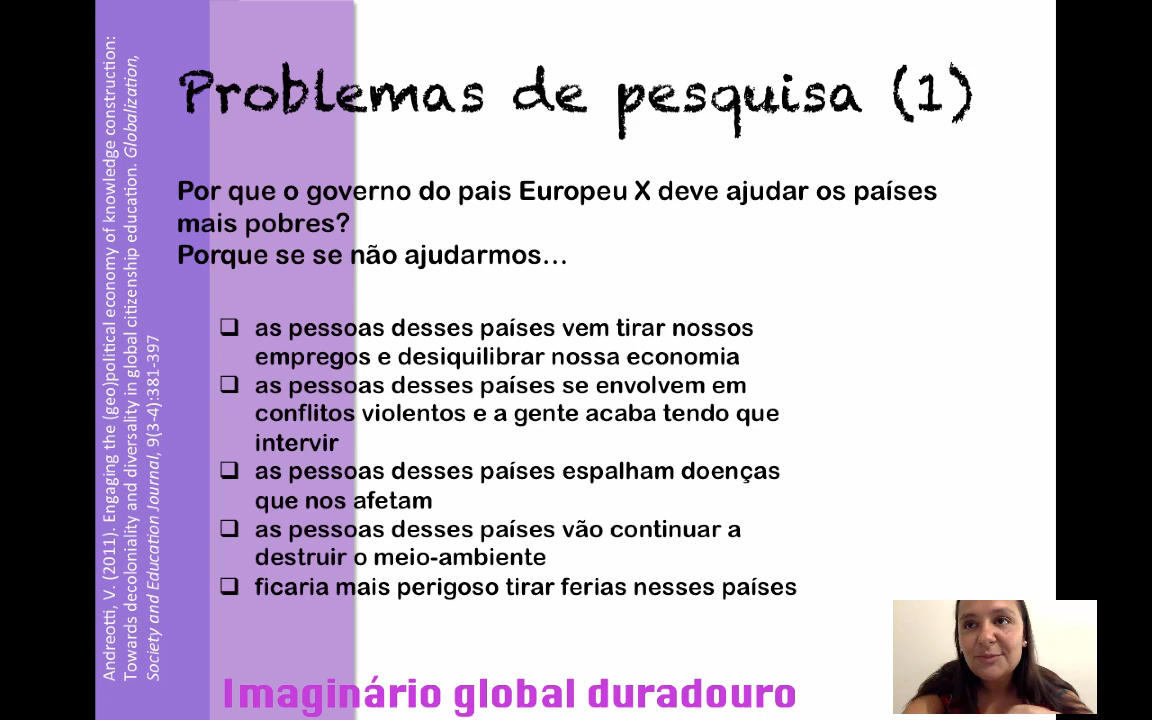 Problemas de pesquisa (1)
Por que o governo do pais Europeu X deve ajudar os países
mais pobres?
Porque se se não ajudarmos...
❑ as pessoas desses países vem tirar nossos
empregos e desiquilibrar nossa economia
❑ as pessoas desses países se envolvem em
conflitos violentos e a gente acaba tendo que
intervir
❑ as pessoas desses países espalham doenças
que nos afetam
❑ as pessoas desses países vão continuar a
destruir o meio-ambiente
❑ ficaria mais perigoso tirar ferias nesses países
Imaginário global duradouro
Andreotti, V. (2011). Engaging the (geo)political economy of knowledge construction:
Towards decoloniality and diversality in global citizenship education. Globalization,
Society and Education Journal, 9(3-4):381-397